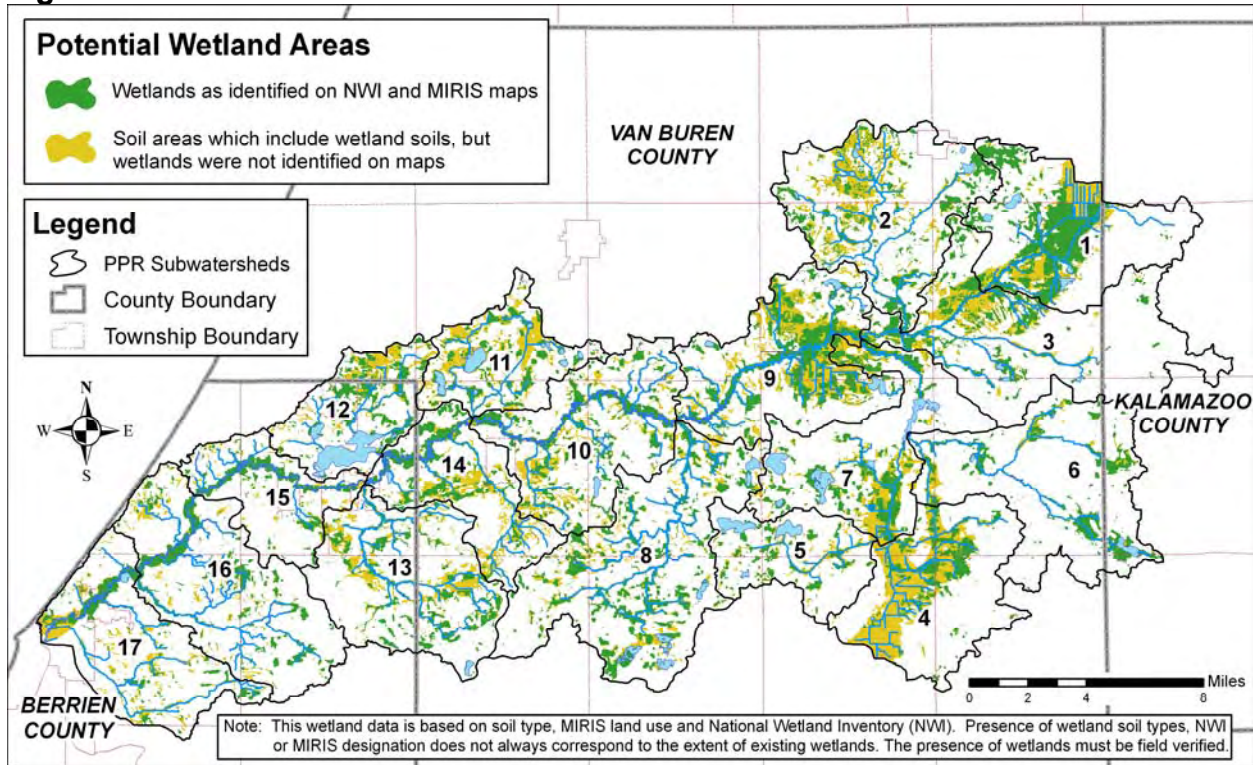 Potential Wetland Areas
Wetlands as identified on NWI and MIRIS maps
Soil areas which include wetland soils, but
wetlands were not identified on maps
Legend
PPR Subwatersheds
County Boundary
Township Boundary
N
W
E
S
VAN BUREN
COUNTY
KALAMAZOO
COUNTY
BERRIEN
COUNTY
1
2
3
4
5
6
7
8
9
10
11
12
13
14
15
16
17
Miles
0 2 4 8
Note: This wetland data is based on soil type, MIRIS land use and National Wetland Inventory (NWI). Presence of wetland soil types, NWI
or MIRIS designation does not always correspond to the extent of existing wetlands. The presence of wetlands must be field verified.